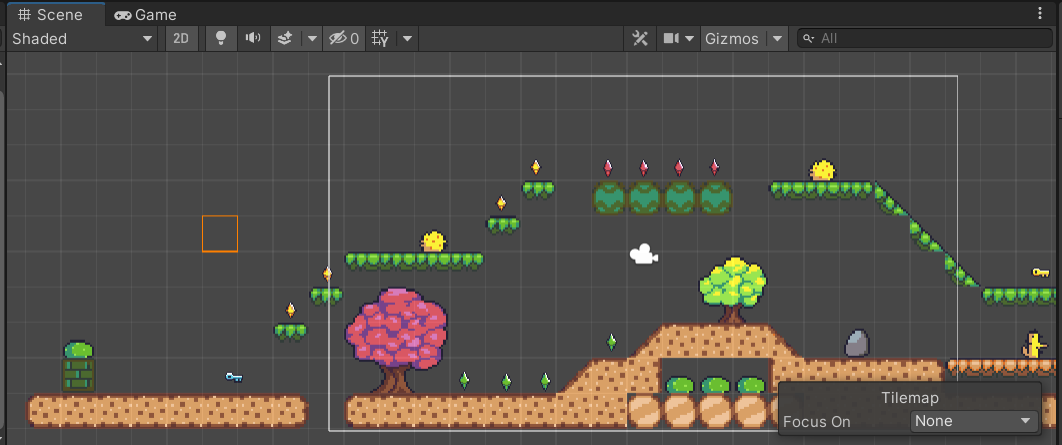 Scene
Game
Shaded
2D
0
Gizmos
All
Tilemap
Focus On
None